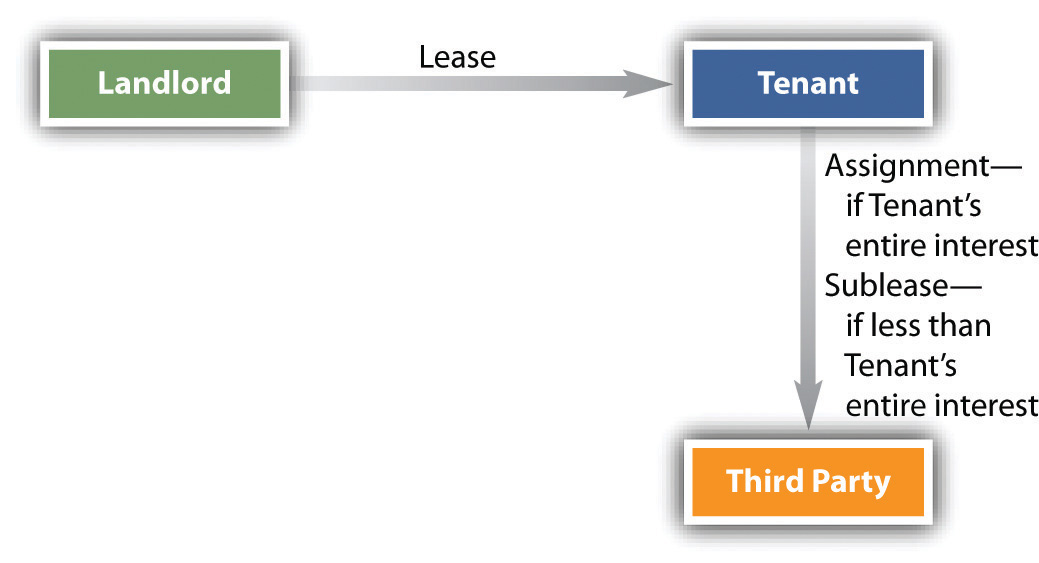 Lease
Landlord
Tenant
Assignment—
if Tenant’s
entire interest
Sublease—
if less than
Tenant’s
entire interest
Third Party